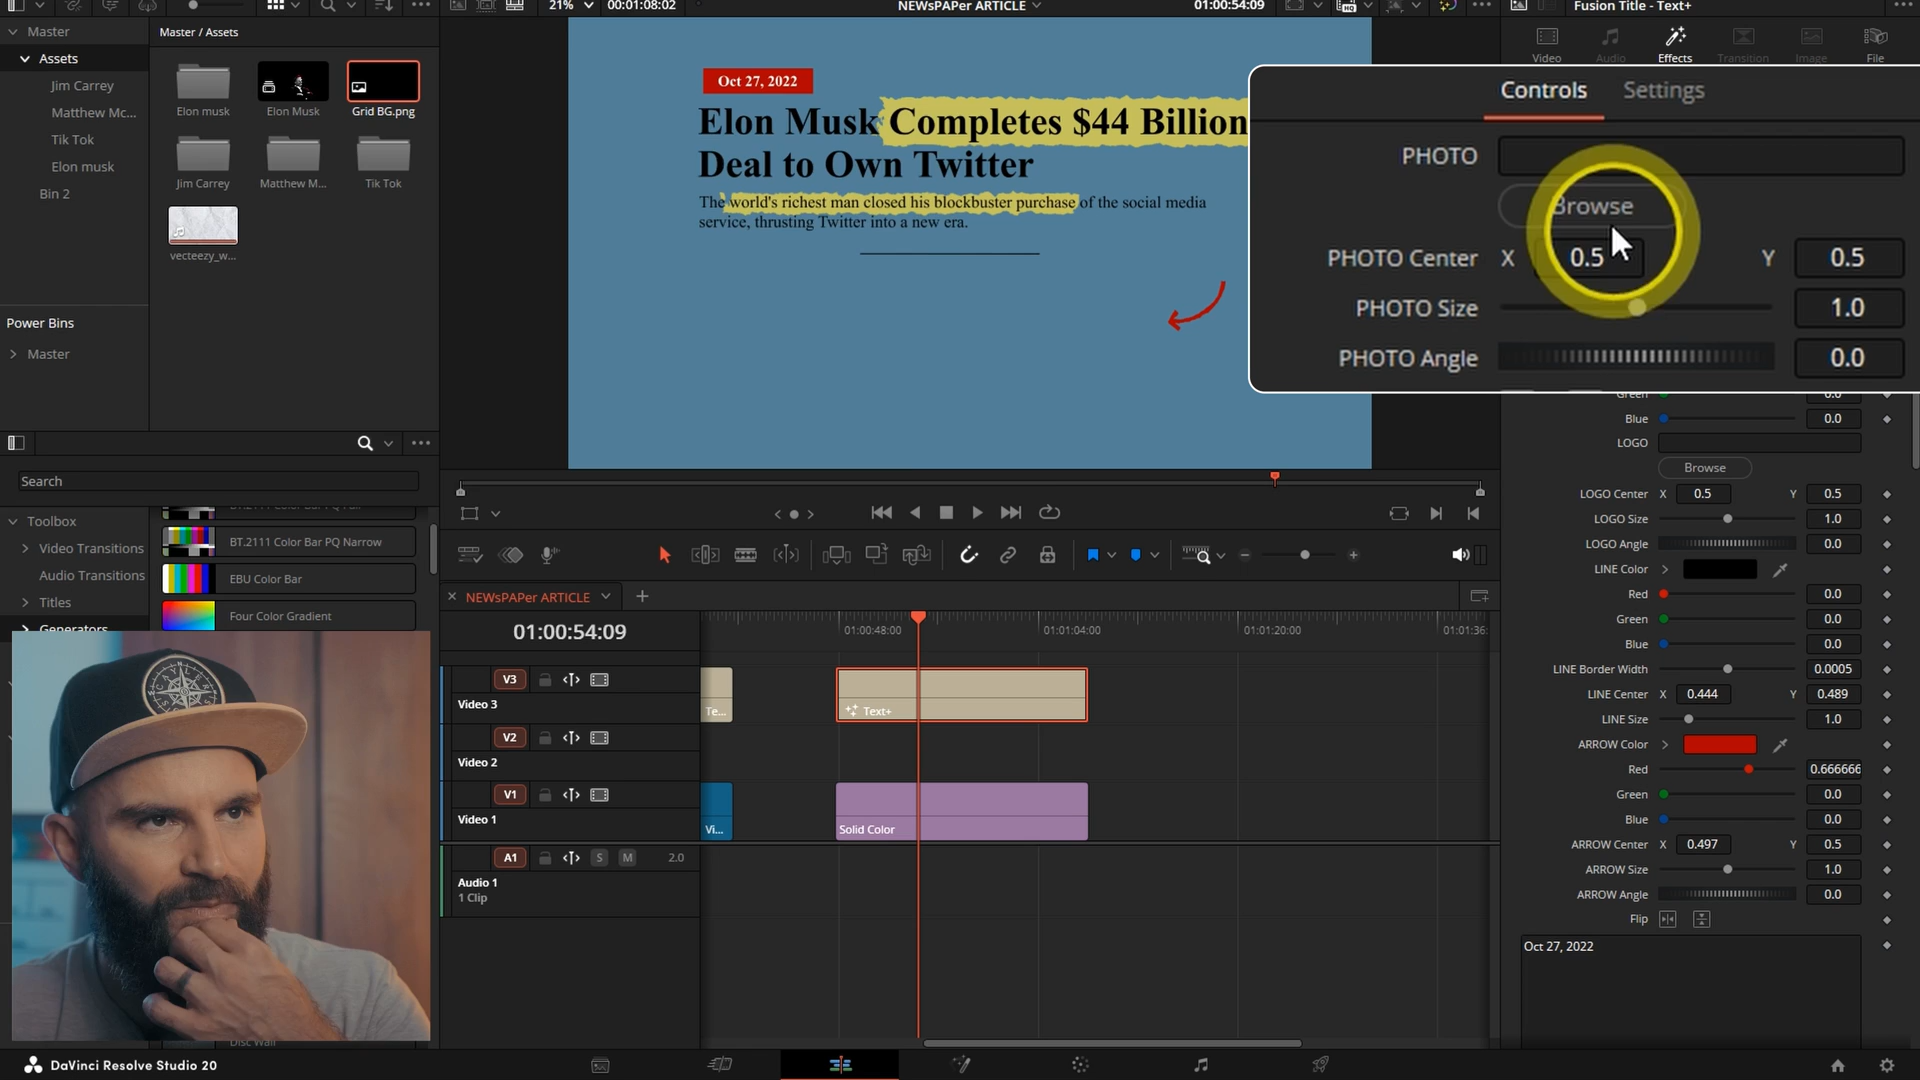 21%
00:01:08:02
NEWsPAPer ARTICLE
01:00:54:09
Fusion Title - Text+
Master
Assets
Jim Carrey
Matthew Mc...
Tik Tok
Elon musk
Bin 2
Power Bins
Master
Master / Assets
Elon musk
Elon Musk
Grid BG.png
Jim Carrey
Matthew M...
Tik Tok
vecteezy_w...
Oct 27, 2022
Elon Musk Completes $44 Billion
Deal to Own Twitter
The world's richest man closed his blockbuster purchase of the social media
service, thrusting Twitter into a new era.
Video
Audio
Effects
Transition
Image
File
Controls
Settings
PHOTO
Browse
PHOTO Center X 0.5 Y 0.5
PHOTO Size 1.0
PHOTO Angle 0.0
Green 0.0
Blue 0.0
LOGO
Browse
LOGO Center X 0.5 Y 0.5
LOGO Size 1.0
LOGO Angle 0.0
LINE Color
Red 0.0
Green 0.0
Blue 0.0
LINE Border Width 0.0005
LINE Center X 0.444 Y 0.489
LINE Size 1.0
ARROW Color
Red 0.666666
Green 0.0
Blue 0.0
ARROW Center X 0.497 Y 0.5
ARROW Size 1.0
ARROW Angle 0.0
Flip
Oct 27, 2022
Search
Toolbox
Video Transitions
Audio Transitions
Titles
Generators
BT.2111 Color Bar PQ Full
BT.2111 Color Bar PQ Narrow
EBU Color Bar
Four Color Gradient
NEWsPAPer ARTICLE
01:00:54:09
01:00:48:00
01:01:04:00
01:01:20:00
01:01:36:
V3
Video 3
Te...
Text+
V2
Video 2
V1
Video 1
Vi...
Solid Color
A1 S M 2.0
Audio 1
1 Clip
DaVinci Resolve Studio 20